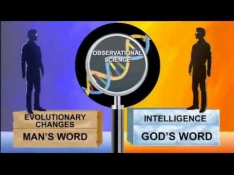 OBSERVATIONAL
SCIENCE
EVOLUTIONARY
CHANGES
MAN'S WORD
INTELLIGENCE
GOD'S WORD